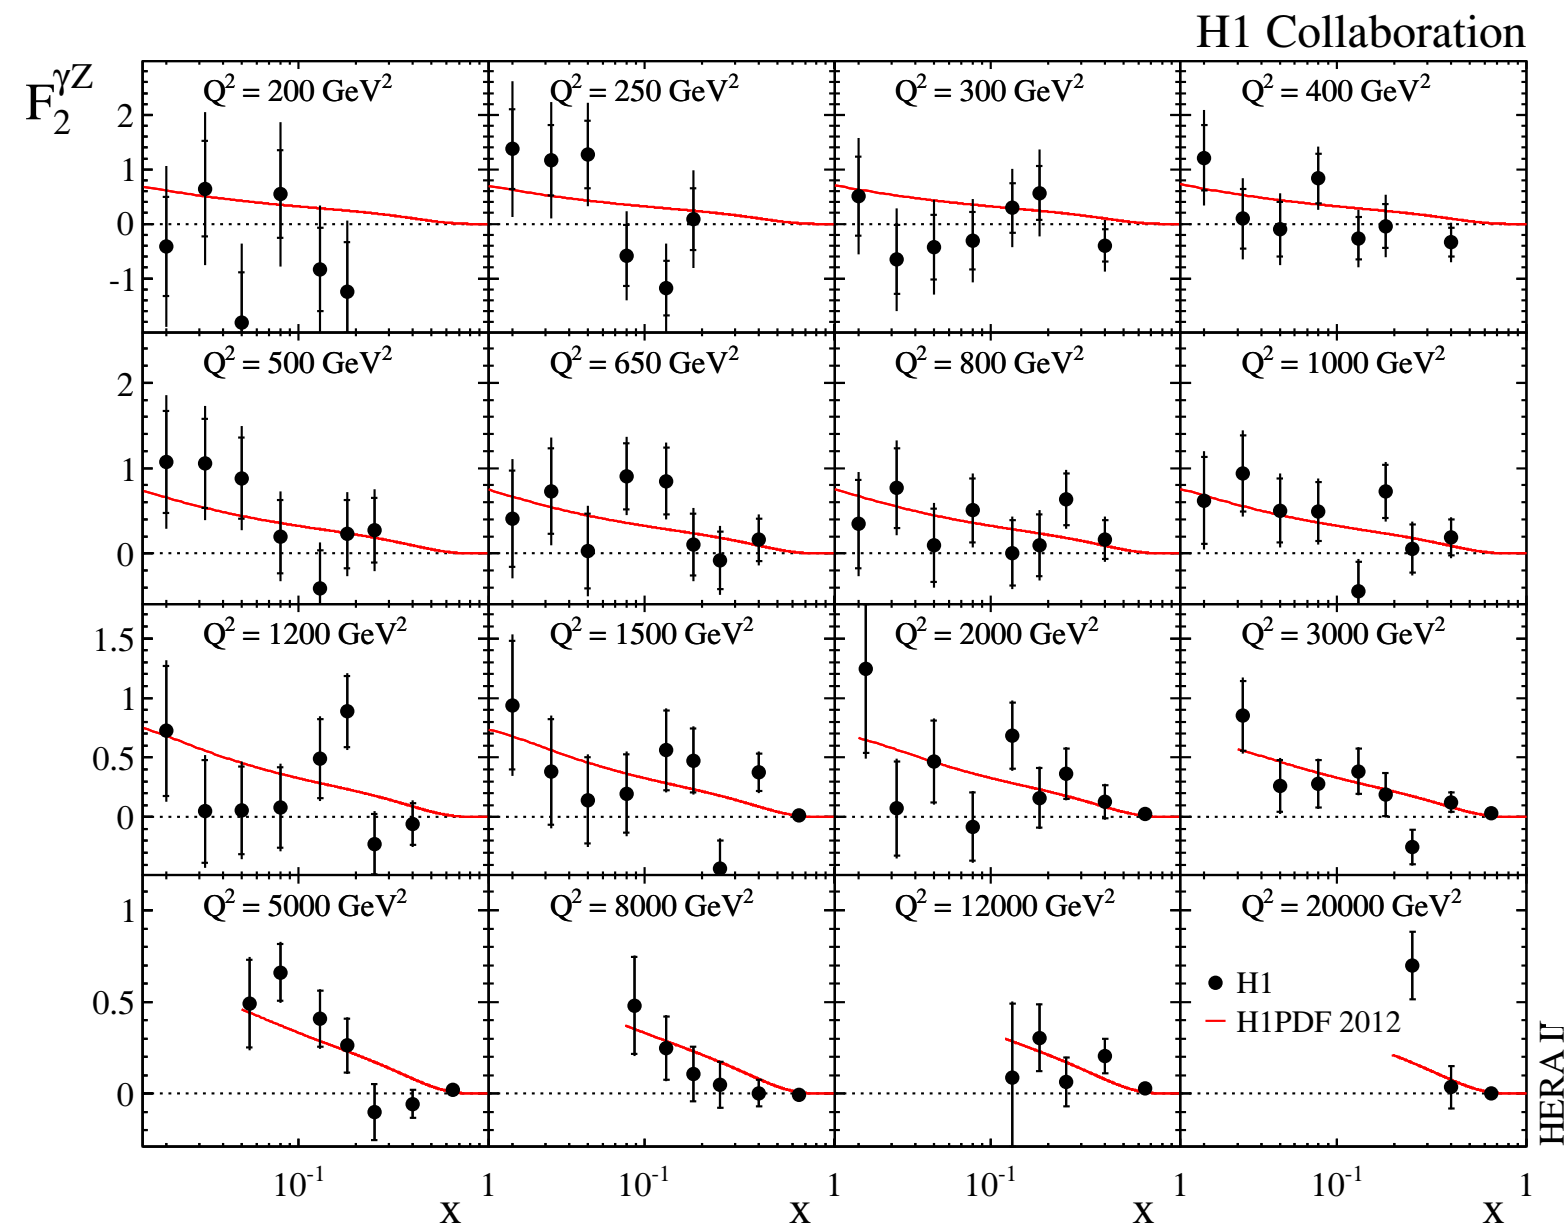 H1 Collaboration
F₂^γZ
Q² = 200 GeV²
Q² = 250 GeV²
Q² = 300 GeV²
Q² = 400 GeV²
2
1
0
-1
Q² = 500 GeV²
Q² = 650 GeV²
Q² = 800 GeV²
Q² = 1000 GeV²
2
1
0
Q² = 1200 GeV²
Q² = 1500 GeV²
Q² = 2000 GeV²
Q² = 3000 GeV²
1.5
1
0.5
0
Q² = 5000 GeV²
Q² = 8000 GeV²
Q² = 12000 GeV²
Q² = 20000 GeV²
1
0.5
0
H1
H1PDF 2012
HERA II
10⁻¹ 1 10⁻¹ 1 10⁻¹ 1 10⁻¹ 1
x x x x